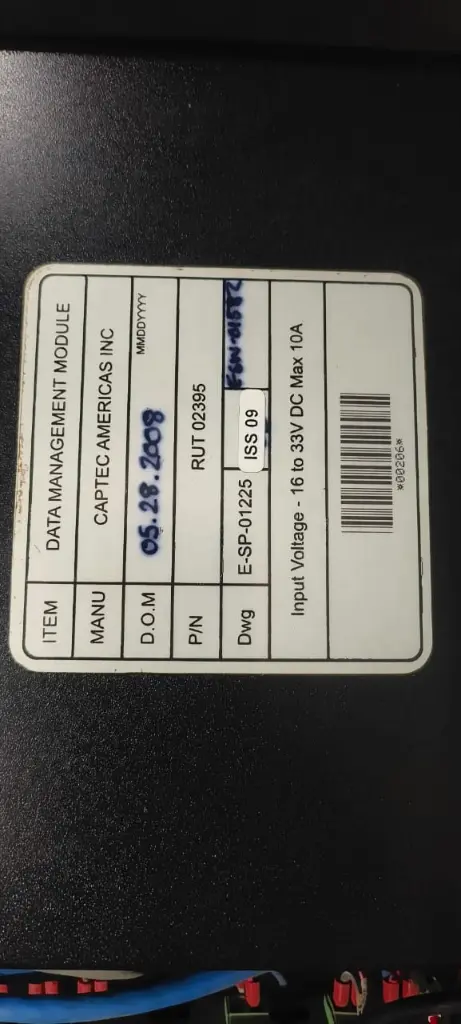 ITEM DATA MANAGEMENT MODULE
MANU CAPTEC AMERICAS INC
D.O.M 05.28.2008 MMDDYYYY
P/N RUT 02395
Dwg E-SP-01225 ISS 09
Input Voltage - 16 to 33V DC Max 10A
*00206*